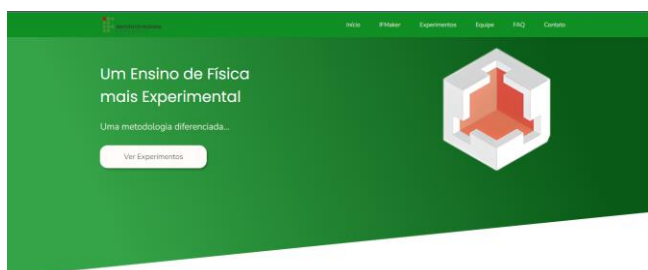 Início IFMaker Experimentos Equipe FAQ Contato
Um Ensino de Física
mais Experimental
Uma metodologia diferenciada...
Ver Experimentos